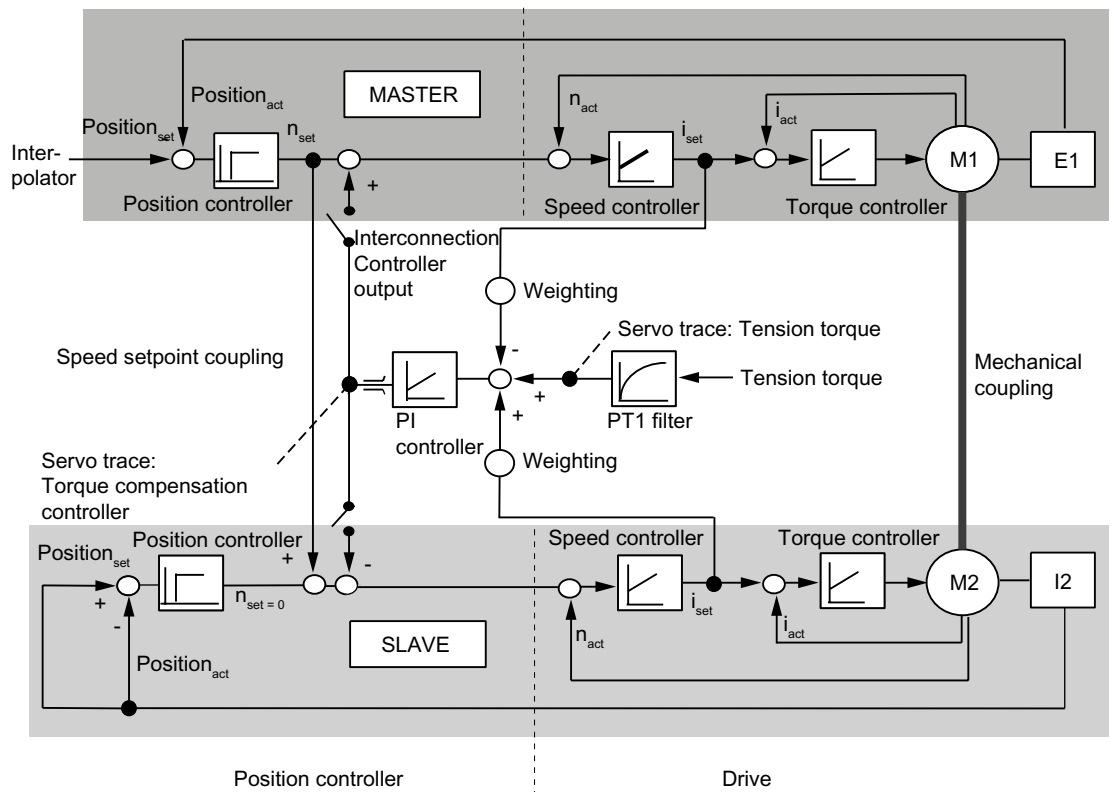 MASTER
Position_act
n_act
i_act
Position_set
n_set
i_set
Inter-
polator
M1
E1
Position controller
Speed controller
Torque controller
+
Interconnection
Controller
output
Weighting
Servo trace: Tension torque
Speed setpoint coupling
-
Tension torque
Mechanical
coupling
+
+
PI
controller
PT1 filter
Weighting
Servo trace:
Torque compensation
controller
Position controller
Speed controller
Torque controller
Position_set
+
-
M2
I2
+
n_set = 0
i_set
-
i_act
n_act
SLAVE
Position_act
Position controller
Drive